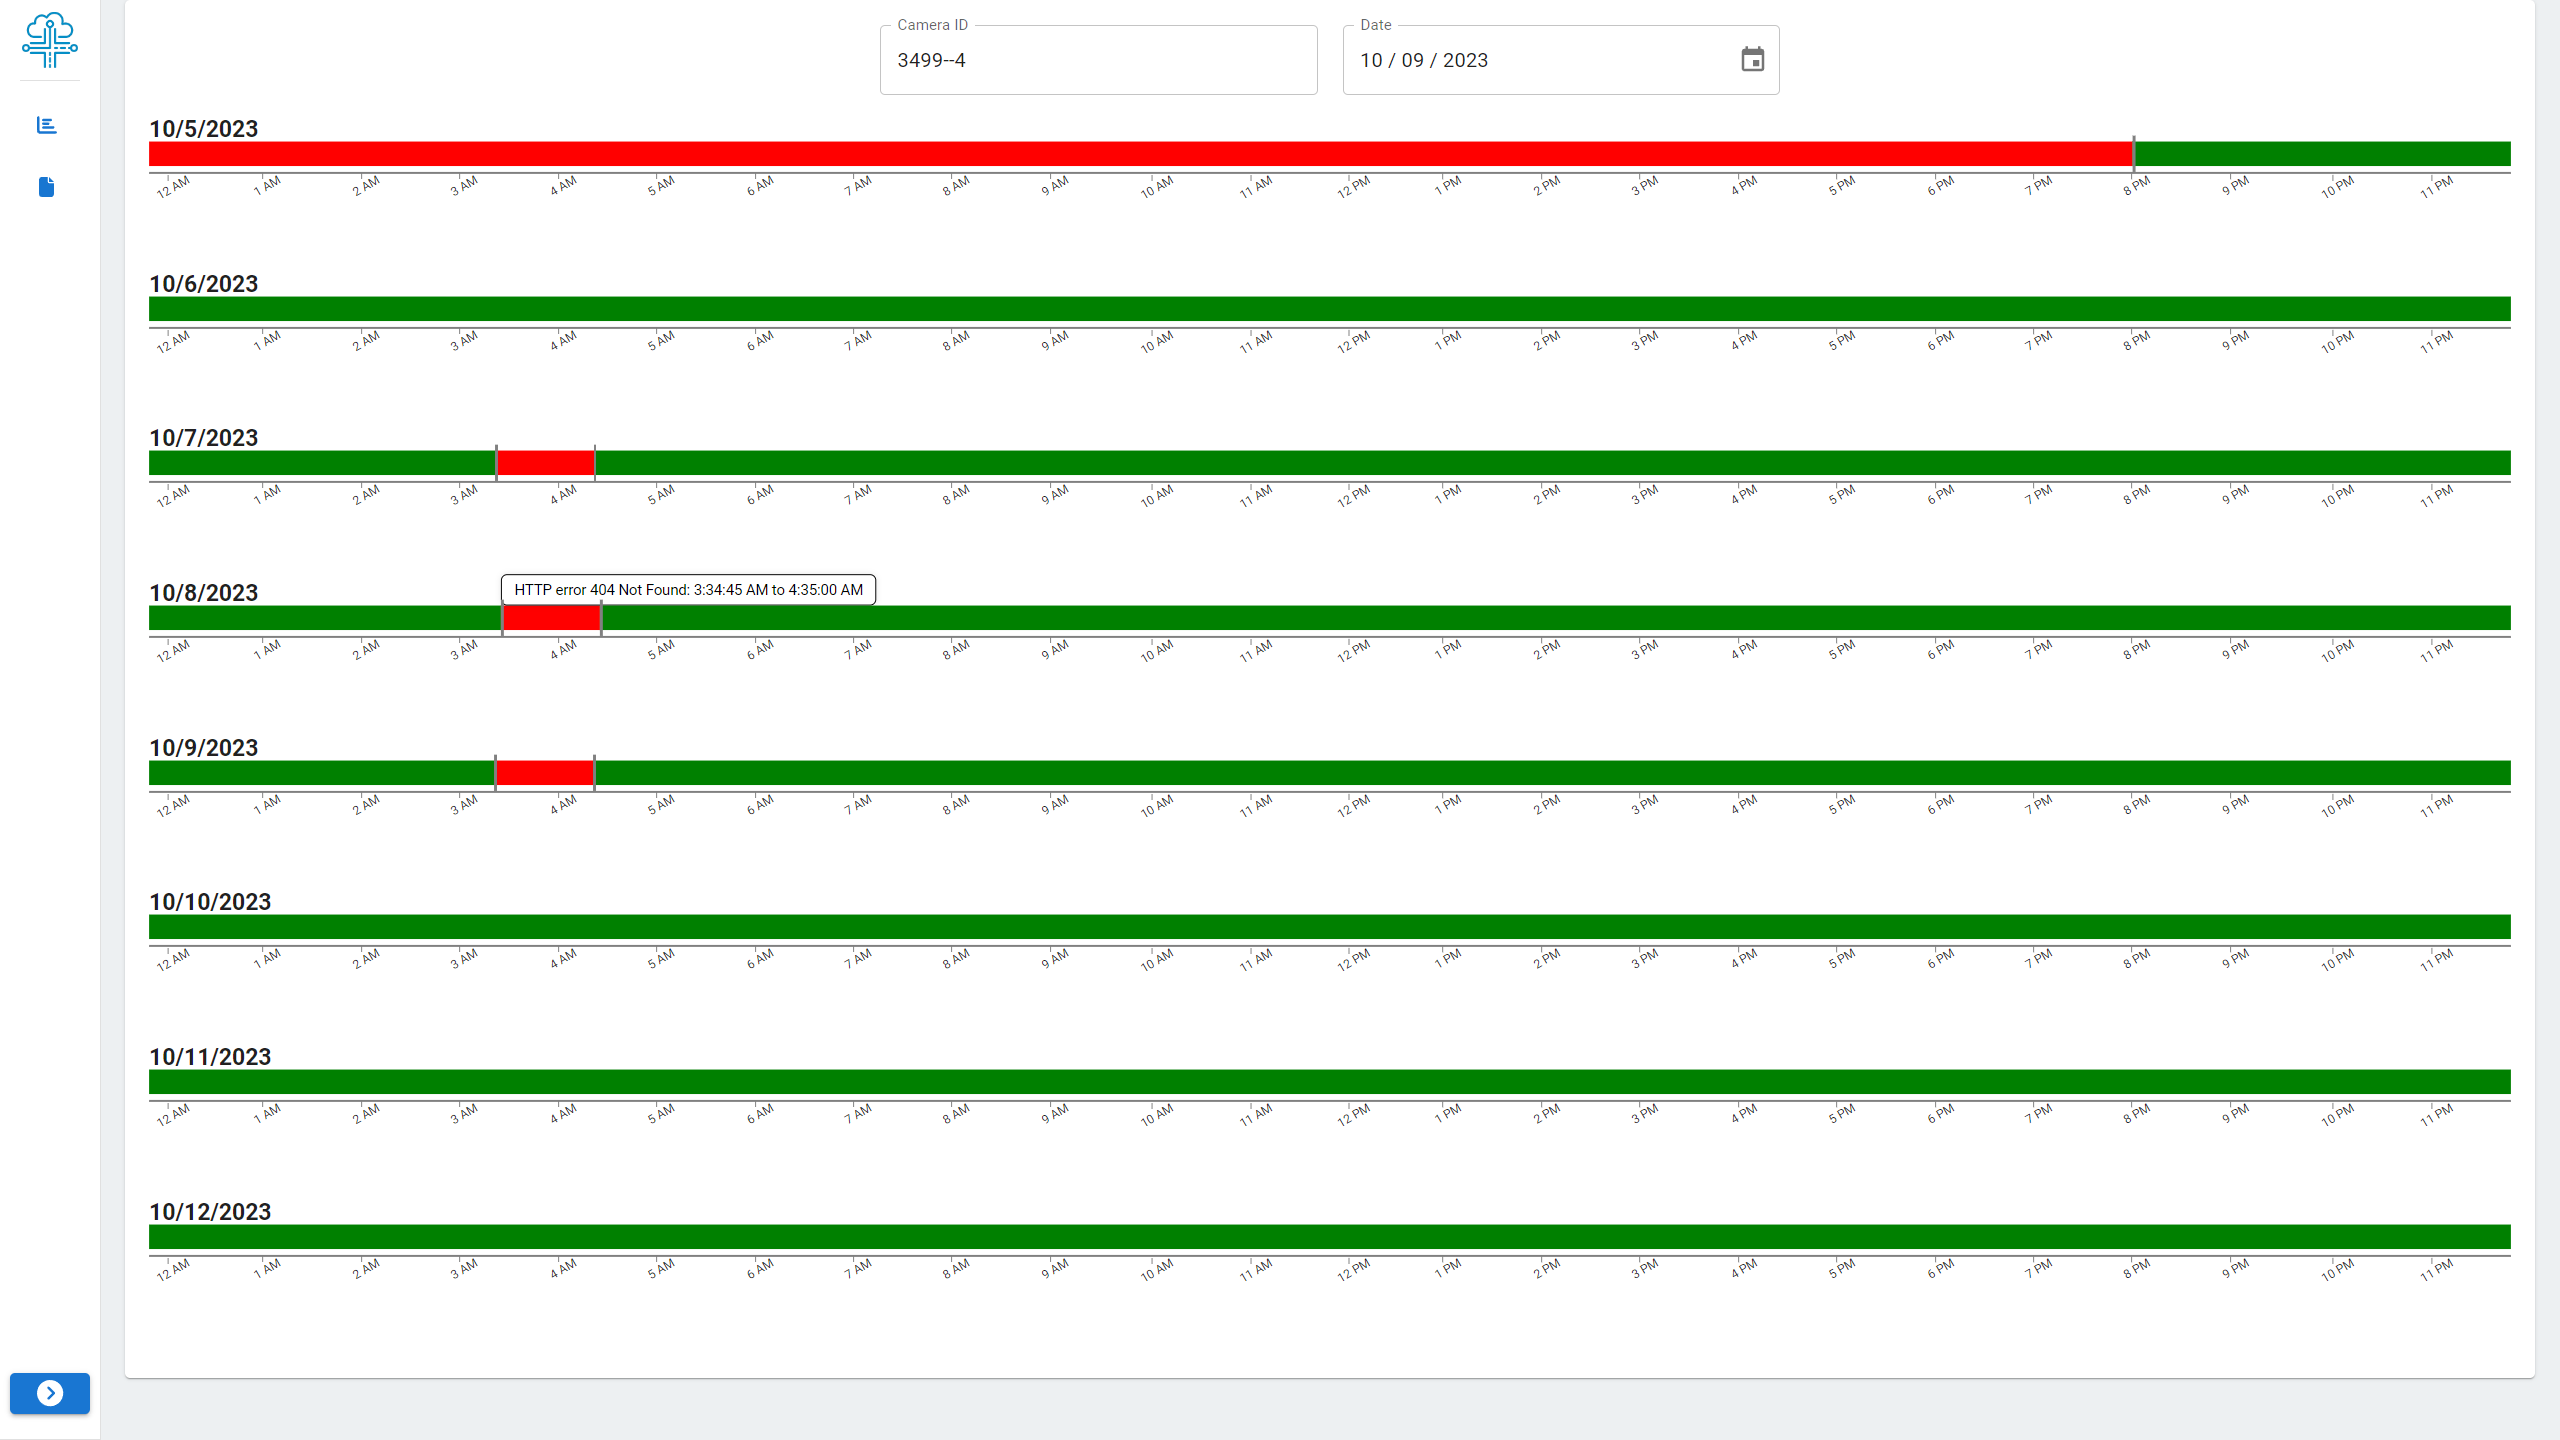 Camera ID
3499--4
Date
10 / 09 / 2023
10/5/2023
12 AM 1 AM 2 AM 3 AM 4 AM 5 AM 6 AM 7 AM 8 AM 9 AM 10 AM 11 AM 12 PM 1 PM 2 PM 3 PM 4 PM 5 PM 6 PM 7 PM 8 PM 9 PM 10 PM 11 PM
10/6/2023
12 AM 1 AM 2 AM 3 AM 4 AM 5 AM 6 AM 7 AM 8 AM 9 AM 10 AM 11 AM 12 PM 1 PM 2 PM 3 PM 4 PM 5 PM 6 PM 7 PM 8 PM 9 PM 10 PM 11 PM
10/7/2023
12 AM 1 AM 2 AM 3 AM 4 AM 5 AM 6 AM 7 AM 8 AM 9 AM 10 AM 11 AM 12 PM 1 PM 2 PM 3 PM 4 PM 5 PM 6 PM 7 PM 8 PM 9 PM 10 PM 11 PM
10/8/2023
HTTP error 404 Not Found: 3:34:45 AM to 4:35:00 AM
12 AM 1 AM 2 AM 3 AM 4 AM 5 AM 6 AM 7 AM 8 AM 9 AM 10 AM 11 AM 12 PM 1 PM 2 PM 3 PM 4 PM 5 PM 6 PM 7 PM 8 PM 9 PM 10 PM 11 PM
10/9/2023
12 AM 1 AM 2 AM 3 AM 4 AM 5 AM 6 AM 7 AM 8 AM 9 AM 10 AM 11 AM 12 PM 1 PM 2 PM 3 PM 4 PM 5 PM 6 PM 7 PM 8 PM 9 PM 10 PM 11 PM
10/10/2023
12 AM 1 AM 2 AM 3 AM 4 AM 5 AM 6 AM 7 AM 8 AM 9 AM 10 AM 11 AM 12 PM 1 PM 2 PM 3 PM 4 PM 5 PM 6 PM 7 PM 8 PM 9 PM 10 PM 11 PM
10/11/2023
12 AM 1 AM 2 AM 3 AM 4 AM 5 AM 6 AM 7 AM 8 AM 9 AM 10 AM 11 AM 12 PM 1 PM 2 PM 3 PM 4 PM 5 PM 6 PM 7 PM 8 PM 9 PM 10 PM 11 PM
10/12/2023
12 AM 1 AM 2 AM 3 AM 4 AM 5 AM 6 AM 7 AM 8 AM 9 AM 10 AM 11 AM 12 PM 1 PM 2 PM 3 PM 4 PM 5 PM 6 PM 7 PM 8 PM 9 PM 10 PM 11 PM